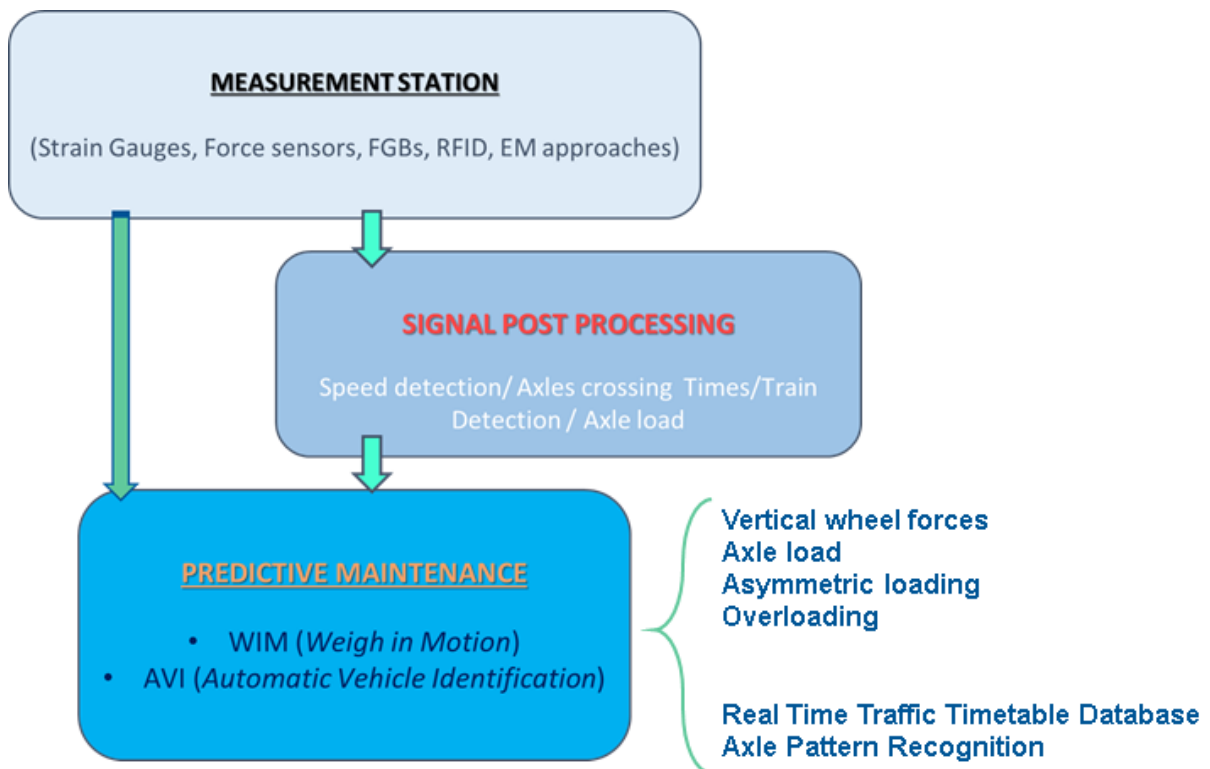 MEASUREMENT STATION
(Strain Gauges, Force sensors, FGBs, RFID, EM approaches)
SIGNAL POST PROCESSING
Speed detection/ Axles crossing Times/Train
Detection / Axle load
PREDICTIVE MAINTENANCE
• WIM (Weigh in Motion)
• AVI (Automatic Vehicle Identification)
Vertical wheel forces
Axle load
Asymmetric loading
Overloading
Real Time Traffic Timetable Database
Axle Pattern Recognition